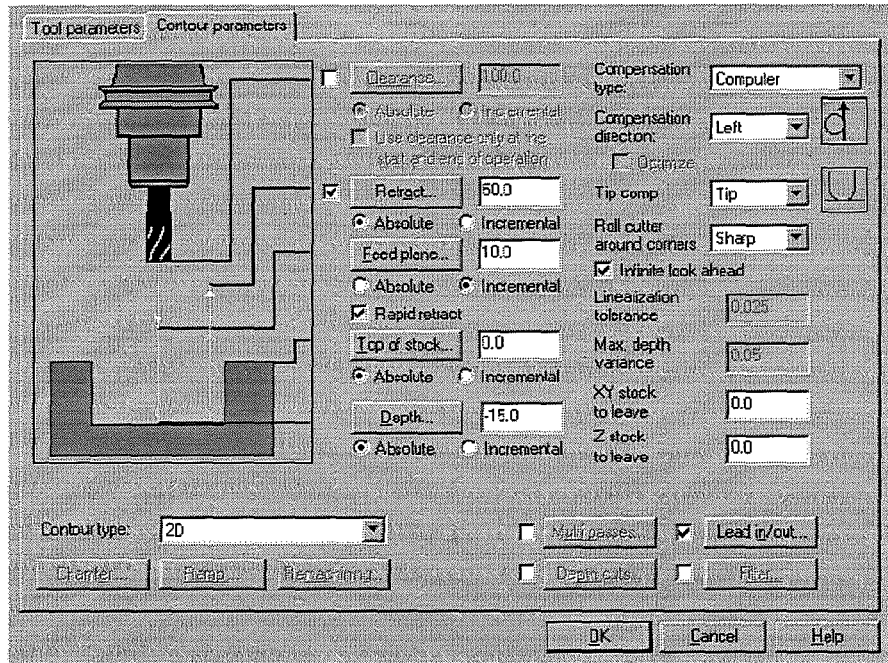 Tool parameters Contour parameters
Clearance... 100.0
Absolute Incremental
Use clearance only at the
start and end of operation
Retract... 50.0
Absolute Incremental
Feed plane... 10.0
Absolute Incremental
Rapid retract
Top of stock... 0.0
Absolute Incremental
Depth... -15.0
Absolute Incremental
Compensation
type: Computer
Compensation
direction: Left
Optimize
Tip comp Tip
Roll cutter
around corners Sharp
Infinite look ahead
Linearization
tolerance 0.025
Max. depth
variance 0.05
XY stock
to leave 0.0
Z stock
to leave 0.0
Contour type: 2D
Chamfer... Ramp... Remachining...
Multi passes... Lead in/out...
Depth cuts... Filter...
OK Cancel Help